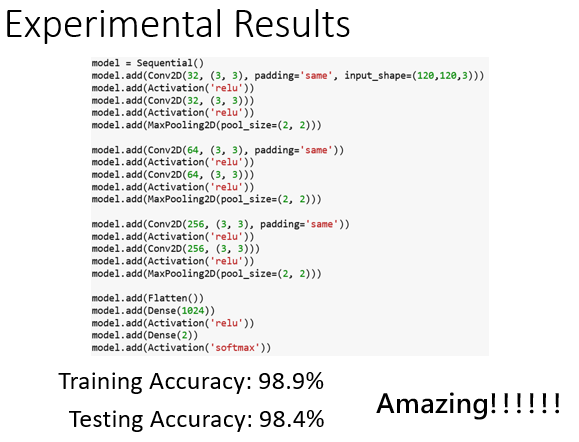 Experimental Results
model = Sequential()
model.add(Conv2D(32, (3, 3), padding='same', input_shape=(120,120,3)))
model.add(Activation('relu'))
model.add(Conv2D(32, (3, 3)))
model.add(Activation('relu'))
model.add(MaxPooling2D(pool_size=(2, 2)))
model.add(Conv2D(64, (3, 3), padding='same'))
model.add(Activation('relu'))
model.add(Conv2D(64, (3, 3)))
model.add(Activation('relu'))
model.add(MaxPooling2D(pool_size=(2, 2)))
model.add(Conv2D(256, (3, 3), padding='same'))
model.add(Activation('relu'))
model.add(Conv2D(256, (3, 3)))
model.add(Activation('relu'))
model.add(MaxPooling2D(pool_size=(2, 2)))
model.add(Flatten())
model.add(Dense(1024))
model.add(Activation('relu'))
model.add(Dense(2))
model.add(Activation('softmax'))
Training Accuracy: 98.9%
Testing Accuracy: 98.4%
Amazing!!!!!!